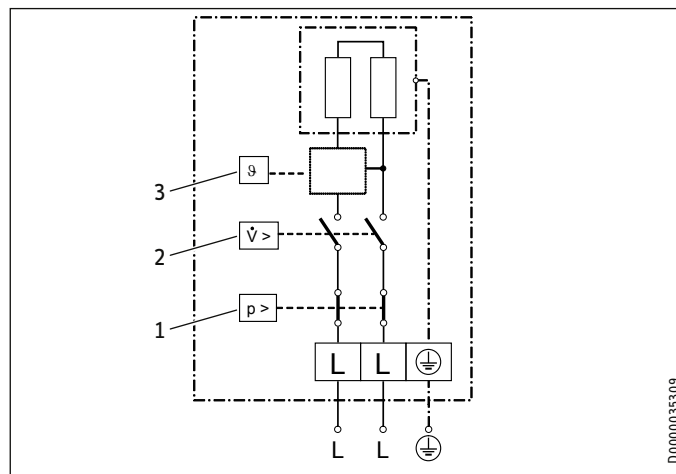 3 ϑ
2 V̇ >
1 p >
L L
L L
D0000035309